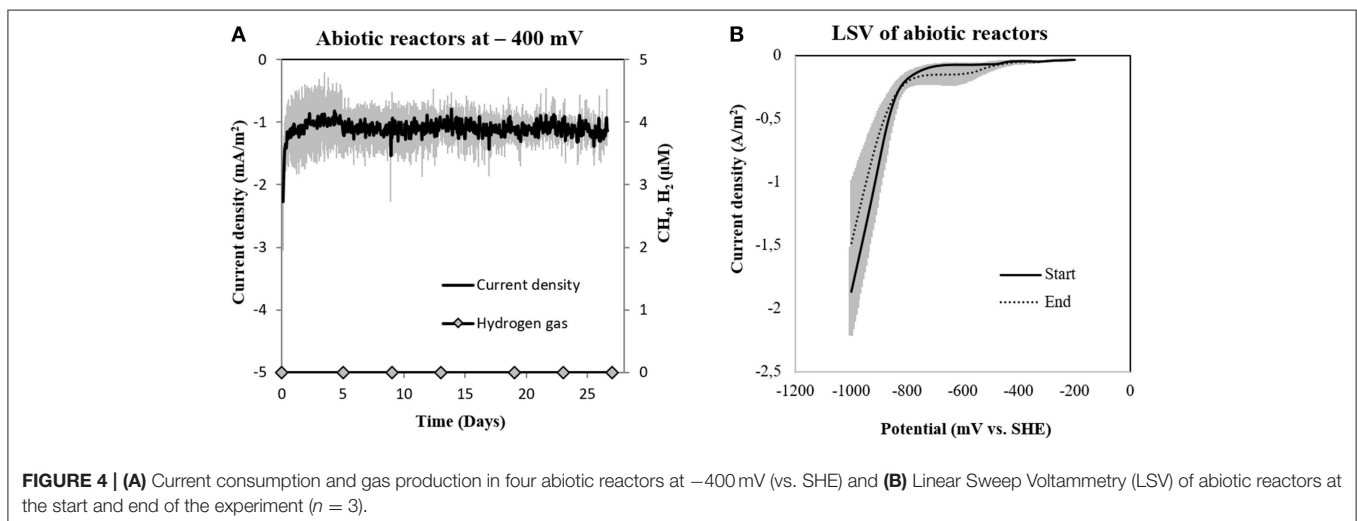 A
Abiotic reactors at – 400 mV
0
-1
-2
-3
-4
-5
Current density (mA/m²)
5
4
3
2
1
0
CH₄, H₂ (µM)
Current density
Hydrogen gas
0 5 10 15 20 25
Time (Days)
B
LSV of abiotic reactors
0
-0,5
-1
-1,5
-2
-2,5
Current density (A/m²)
Start
End
-1200 -1000 -800 -600 -400 -200 0
Potential (mV vs. SHE)
FIGURE 4 | (A) Current consumption and gas production in four abiotic reactors at −400 mV (vs. SHE) and (B) Linear Sweep Voltammetry (LSV) of abiotic reactors at
the start and end of the experiment (n = 3).